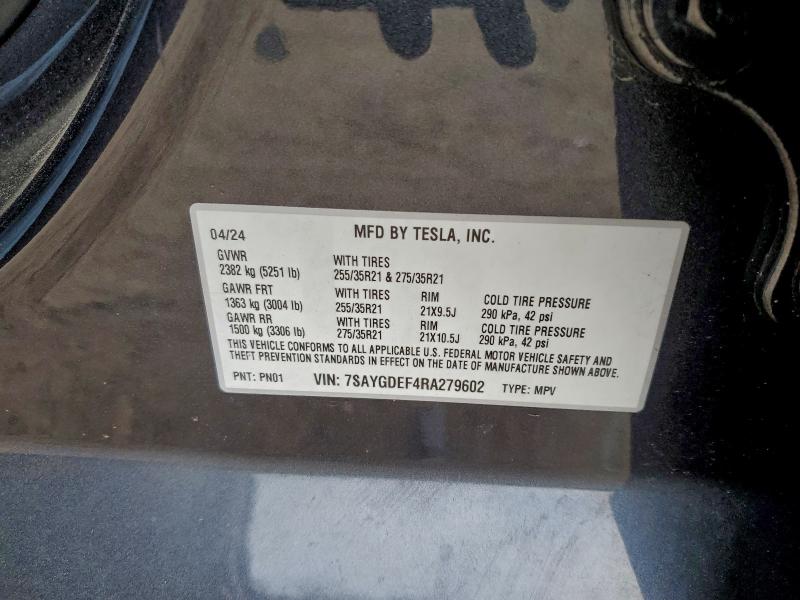 04/24 MFD BY TESLA, INC.
GVWR WITH TIRES
2382 kg (5251 lb) 255/35R21 & 275/35R21
GAWR FRT WITH TIRES RIM COLD TIRE PRESSURE
1363 kg (3004 lb) 255/35R21 21X9.5J 290 kPa, 42 psi
GAWR RR WITH TIRES RIM COLD TIRE PRESSURE
1500 kg (3306 lb) 275/35R21 21X10.5J 290 kPa, 42 psi
THIS VEHICLE CONFORMS TO ALL APPLICABLE U.S. FEDERAL MOTOR VEHICLE SAFETY AND
THEFT PREVENTION STANDARDS IN EFFECT ON THE DATE OF MANUFACTURE SHOWN ABOVE.
PNT: PN01 VIN: 7SAYGDEF4RA279602 TYPE: MPV